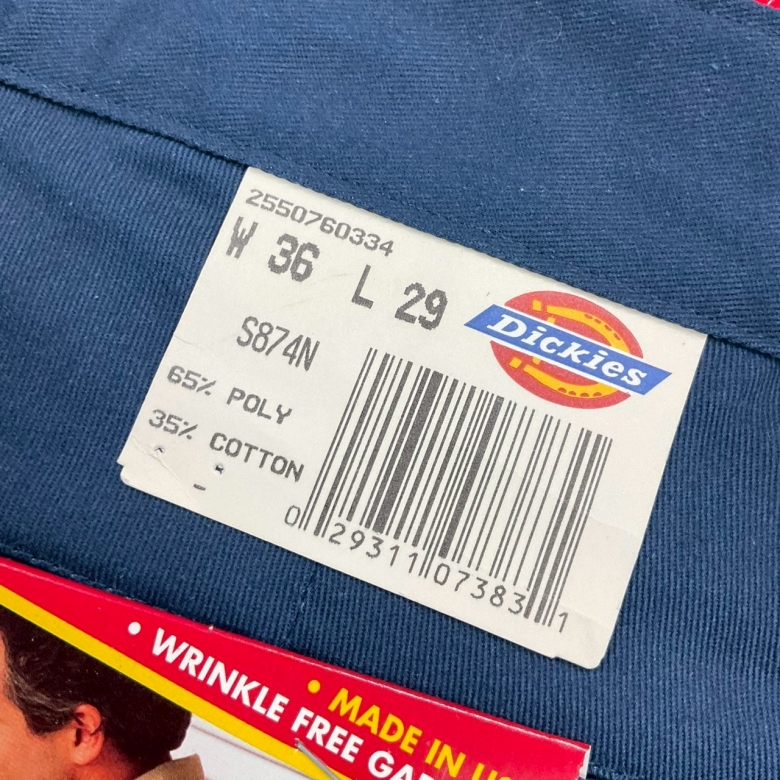 2550760334
W 36 L 29
S874N
Dickies
65% POLY
35% COTTON
0 29311 07383 1
• MADE IN
• WRINKLE FREE